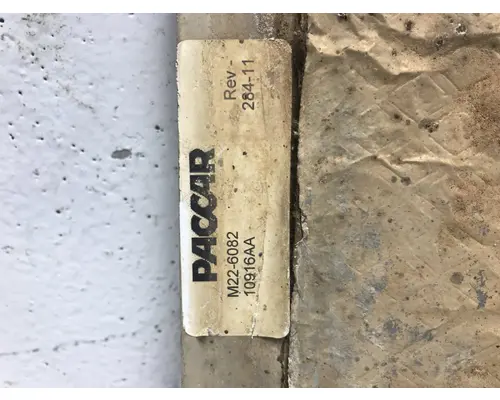 PACCAR
M22-6082
10916AA
Rev -
284-11